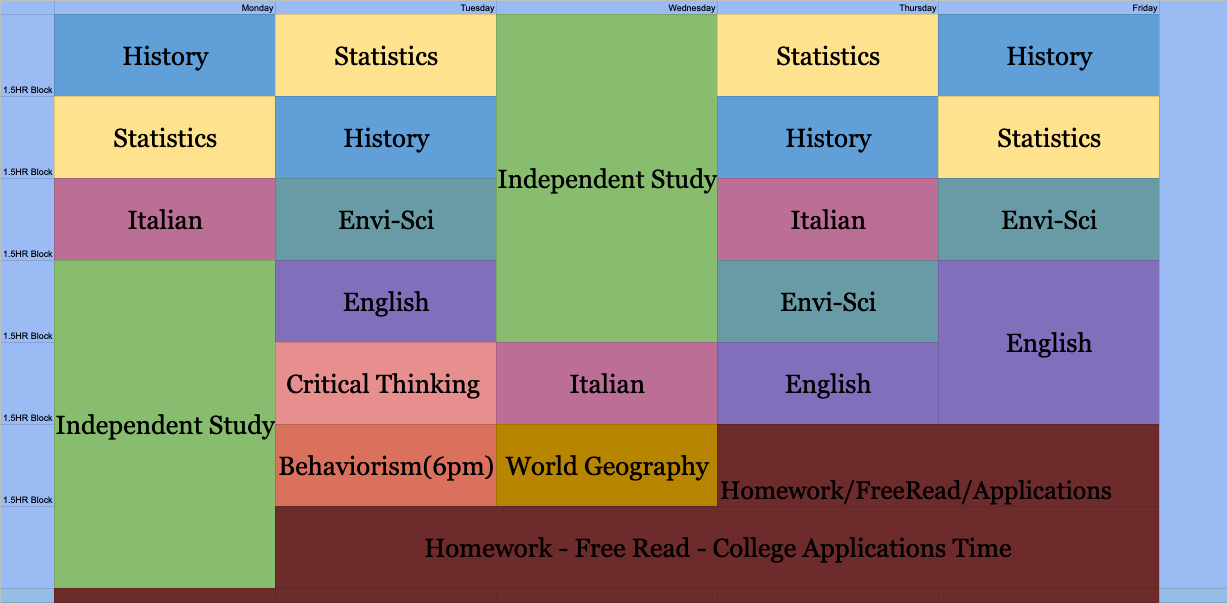 Monday Tuesday Wednesday Thursday Friday
History Statistics Statistics History
1.5HR Block
Statistics History Independent Study History Statistics
1.5HR Block
Italian Envi-Sci Italian Envi-Sci
1.5HR Block
English Envi-Sci English
1.5HR Block
Critical Thinking Italian English
1.5HR Block
Independent Study
Behaviorism(6pm) World Geography Homework/FreeRead/Applications
1.5HR Block
Homework - Free Read - College Applications Time